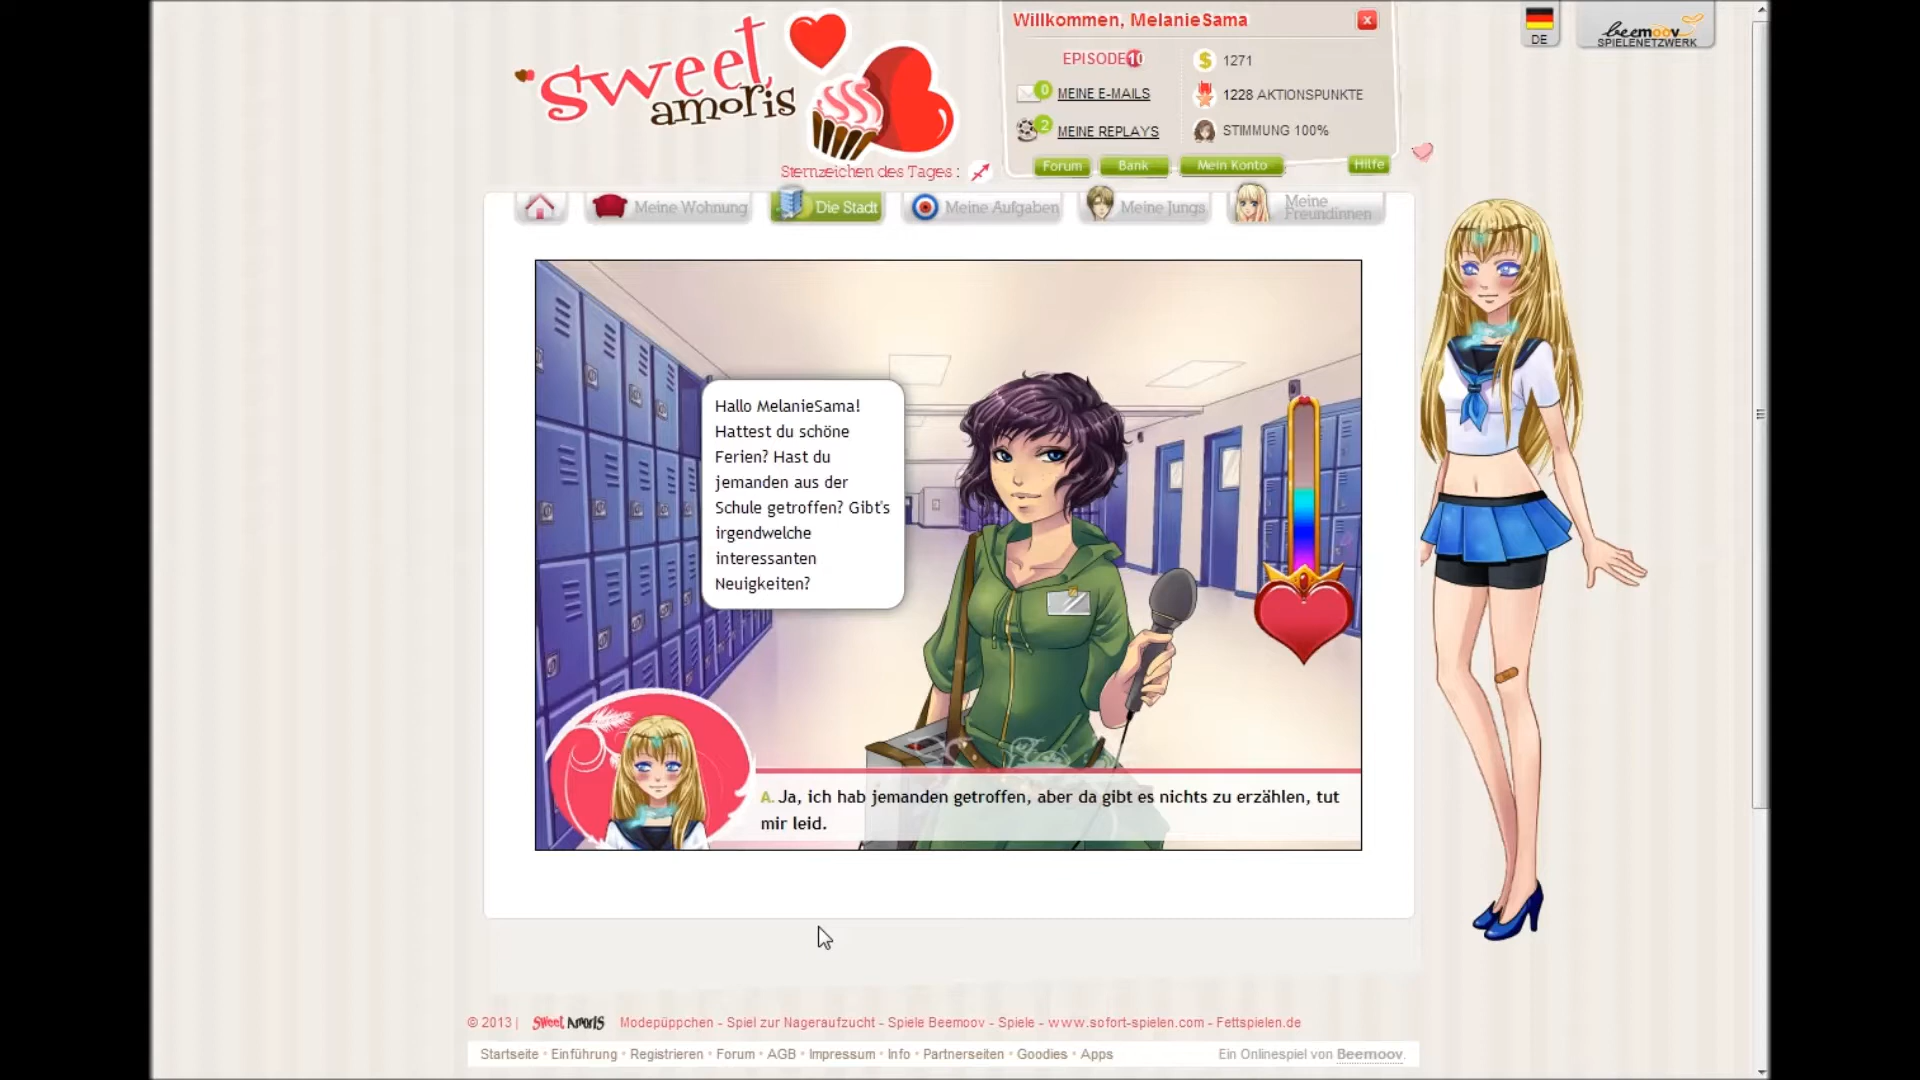 Sweet amoris
Sternzeichen des Tages :
Willkommen, MelanieSama
x
EPISODE 10
1271
0 MEINE E-MAILS
1228 AKTIONSPUNKTE
2 MEINE REPLAYS
STIMMUNG 100%
Forum
Bank
Mein Konto
Hilfe
DE
beemoov
SPIELENETZWERK
Meine Wohnung
Die Stadt
Meine Aufgaben
Meine Jungs
Meine
Freundinnen
Hallo MelanieSama!
Hattest du schöne
Ferien? Hast du
jemanden aus der
Schule getroffen? Gibt's
irgendwelche
interessanten
Neuigkeiten?
A. Ja, ich hab jemanden getroffen, aber da gibt es nichts zu erzählen, tut
mir leid.
© 2013 | Sweet Amoris Modepüppchen - Spiel zur Nageraufzucht - Spiele Beemoov - Spiele - www.sofort-spielen.com - Fettspielen.de
Startseite • Einführung • Registrieren • Forum • AGB • Impressum • Info • Partnerseiten • Goodies • Apps
Ein Onlinespiel von Beemoov.